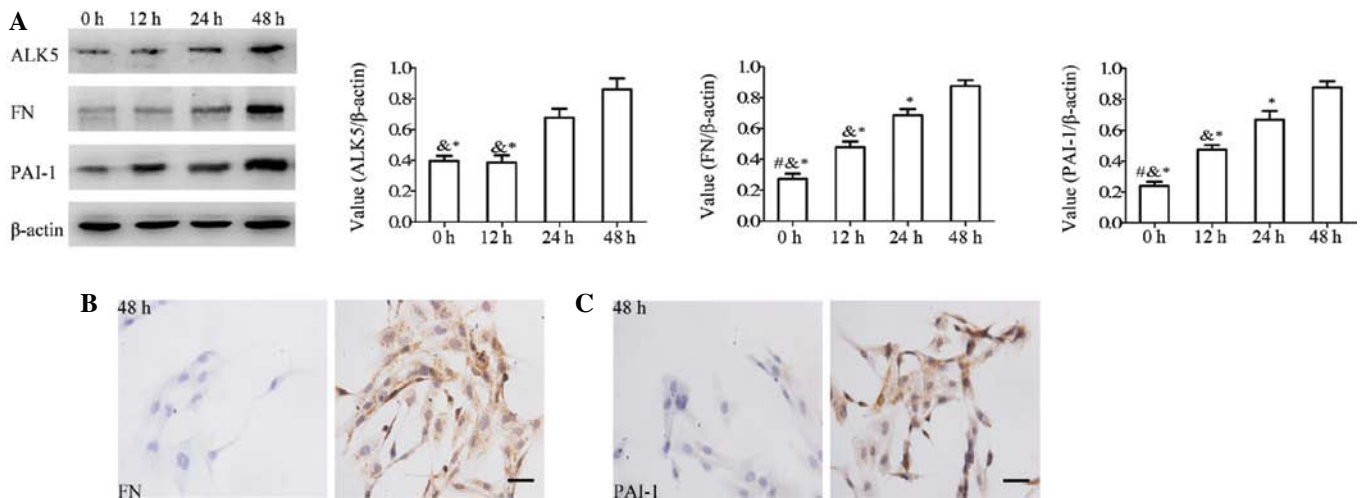 A
0 h 12 h 24 h 48 h
ALK5
FN
PAI-1
β-actin
Value (ALK5/β-actin)
1.0
0.8
0.6
0.4
0.2
0.0
&* &*
0 h 12 h 24 h 48 h
Value (FN/β-actin)
1.0
0.8
0.6
0.4
0.2
0.0
#&* &* *
0 h 12 h 24 h 48 h
Value (PAI-1/β-actin)
1.0
0.8
0.6
0.4
0.2
0.0
#&* &* *
0 h 12 h 24 h 48 h
B
48 h
FN
C
48 h
PAI-1